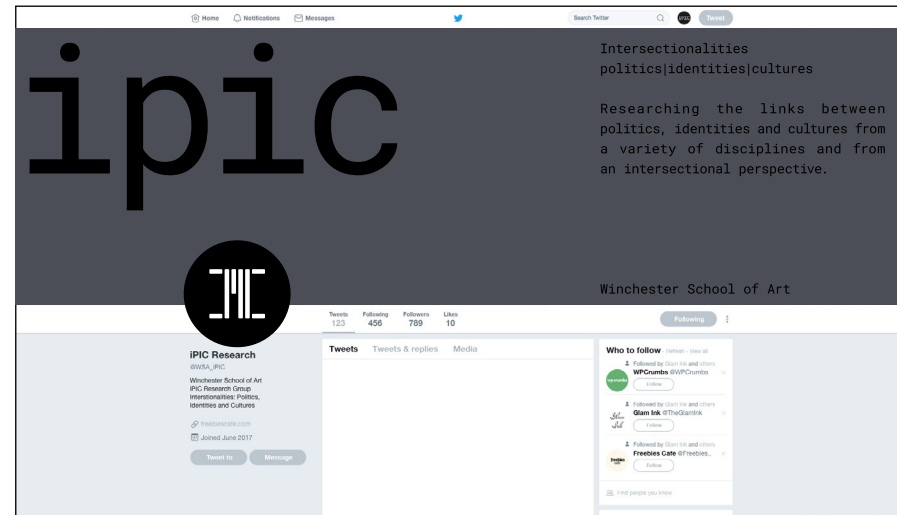 Home Notifications Messages Search Twitter Tweet
ipic
Intersectionalities
politics|identities|cultures
Researching the links between
politics, identities and cultures from
a variety of disciplines and from
an intersectional perspective.
Winchester School of Art
Tweets Following Followers Likes
123 456 789 10
Following
iPIC Research
@WSA_iPIC
Winchester School of Art
iPIC Research Group
Interstionalities: Politics,
Identities and Cultures
freebiescafe.com
Joined June 2017
Tweet to Message
Tweets Tweets & replies Media
Who to follow · Refresh · View all
Followed by Glam Ink and others
WPCrumbs @WPCrumbs
wpcrumbs
Follow
Followed by Glam Ink and others
Glam Ink @TheGlamInk
Glam Ink
Follow
Followed by Glam Ink and others
Freebies Cafe @Freebies..
Freebies
Follow
Find people you know